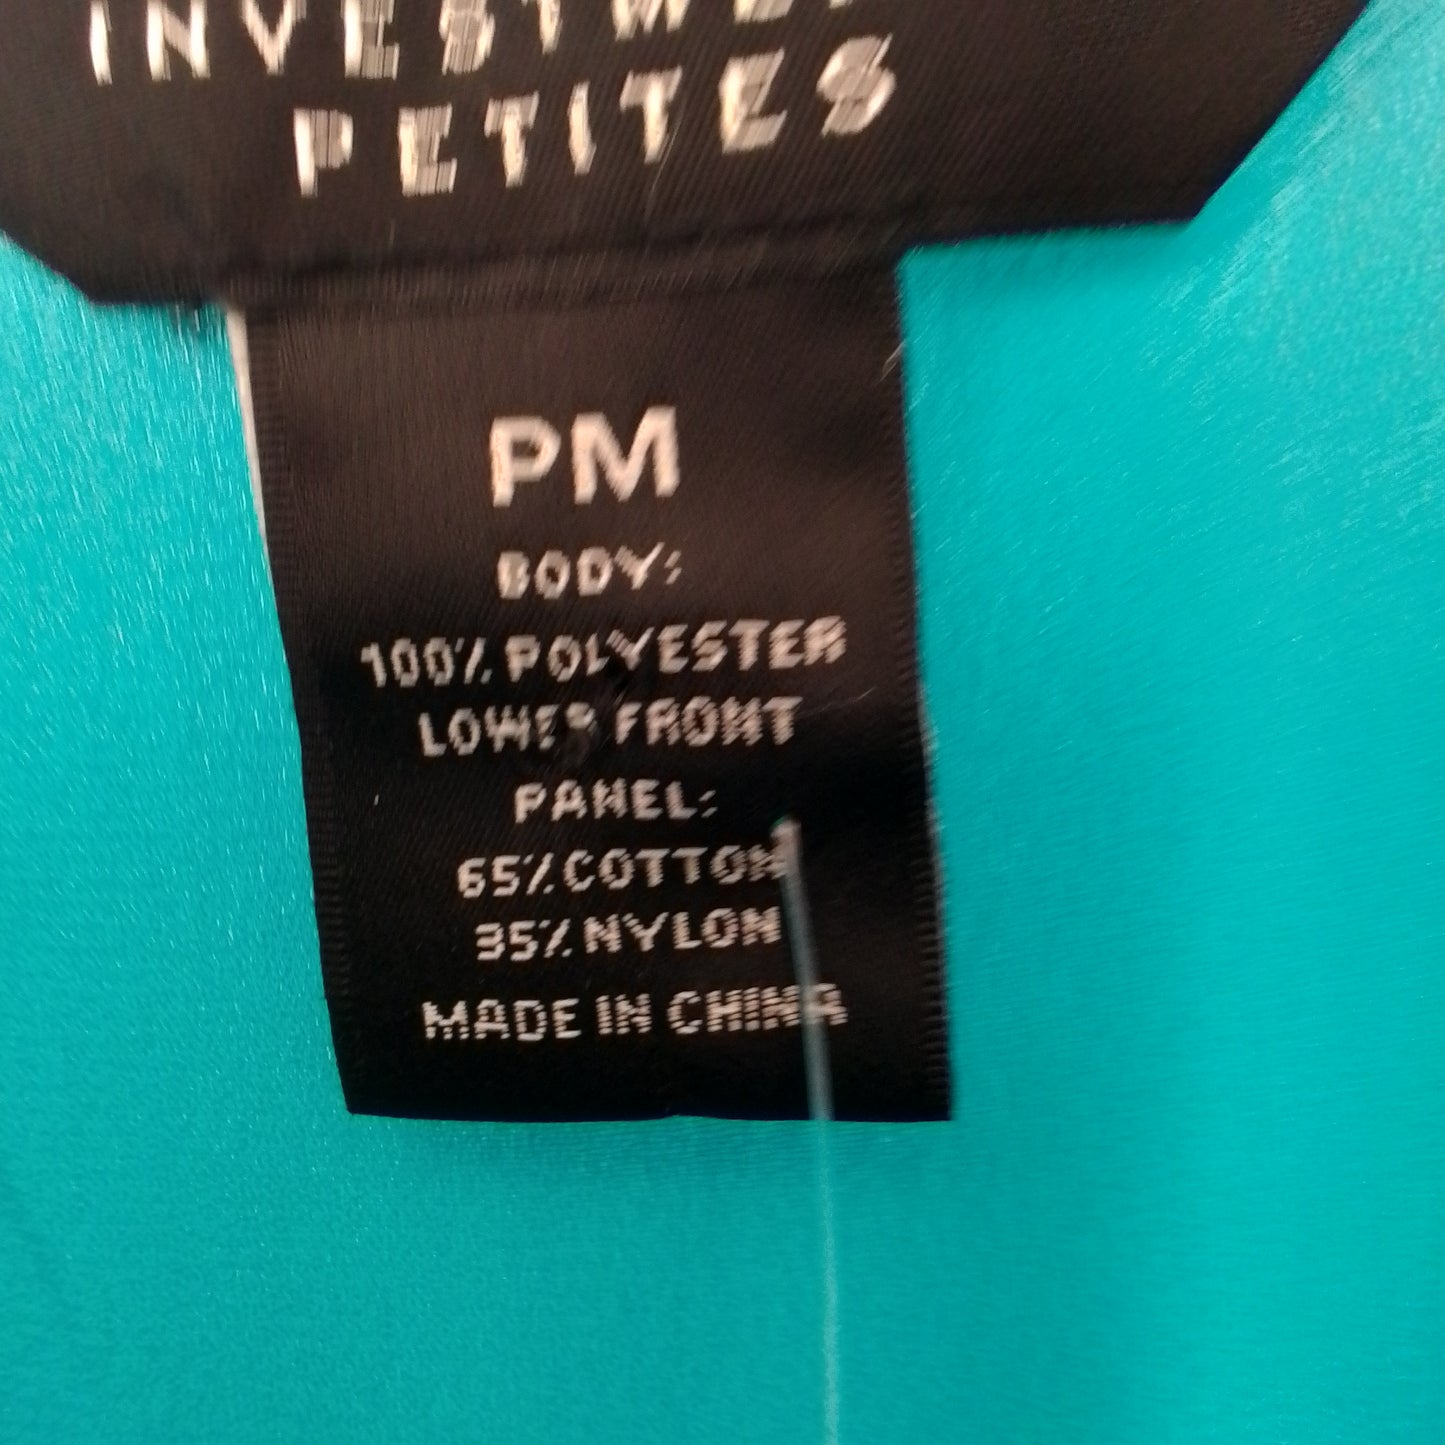 PETITES
PM
BODY:
100% POLYESTER
LOWER FRONT
PANEL:
65% COTTON
35% NYLON
MADE IN CHINA